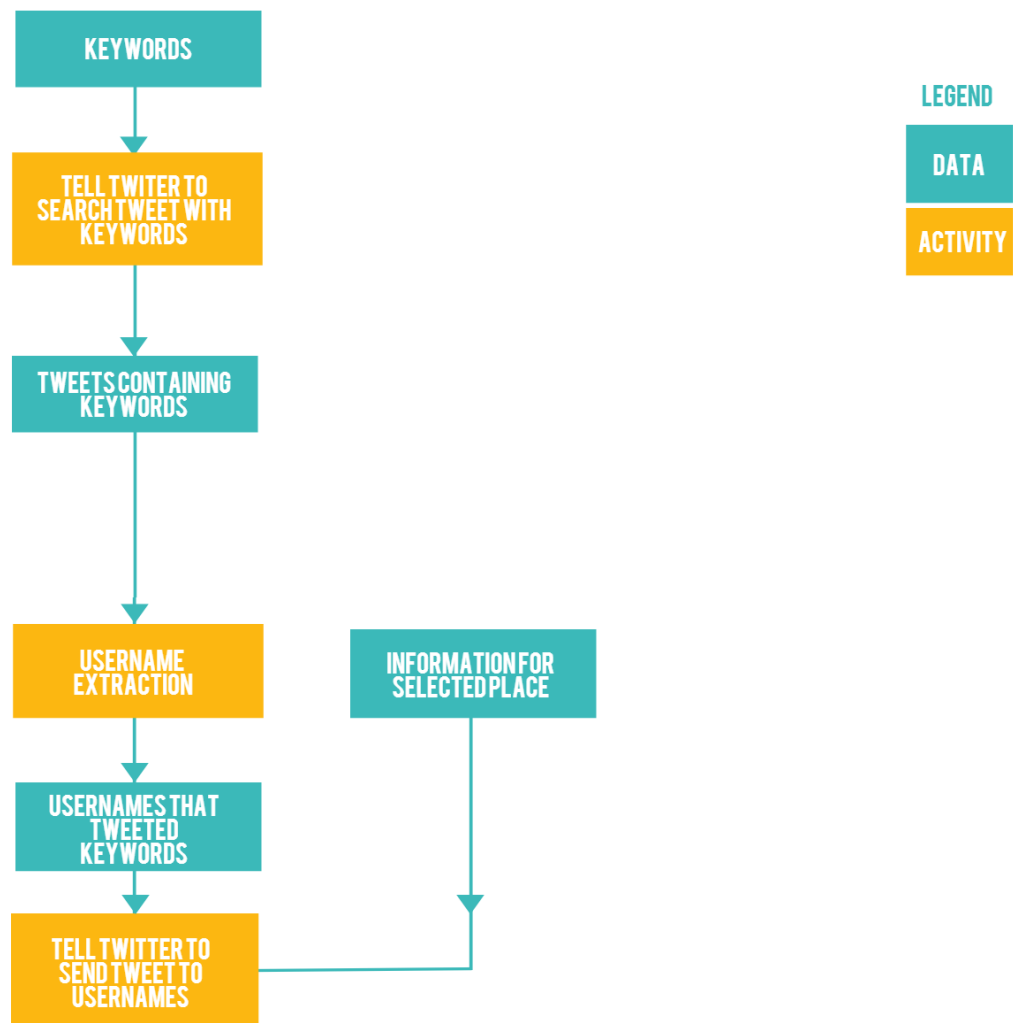 KEYWORDS
LEGEND
DATA
ACTIVITY
TELL TWITER TO
SEARCH TWEET WITH
KEYWORDS
TWEETS CONTAINING
KEYWORDS
USERNAME
EXTRACTION
INFORMATION FOR
SELECTED PLACE
USERNAMES THAT
TWEETED
KEYWORDS
TELL TWITTER TO
SEND TWEET TO
USERNAMES